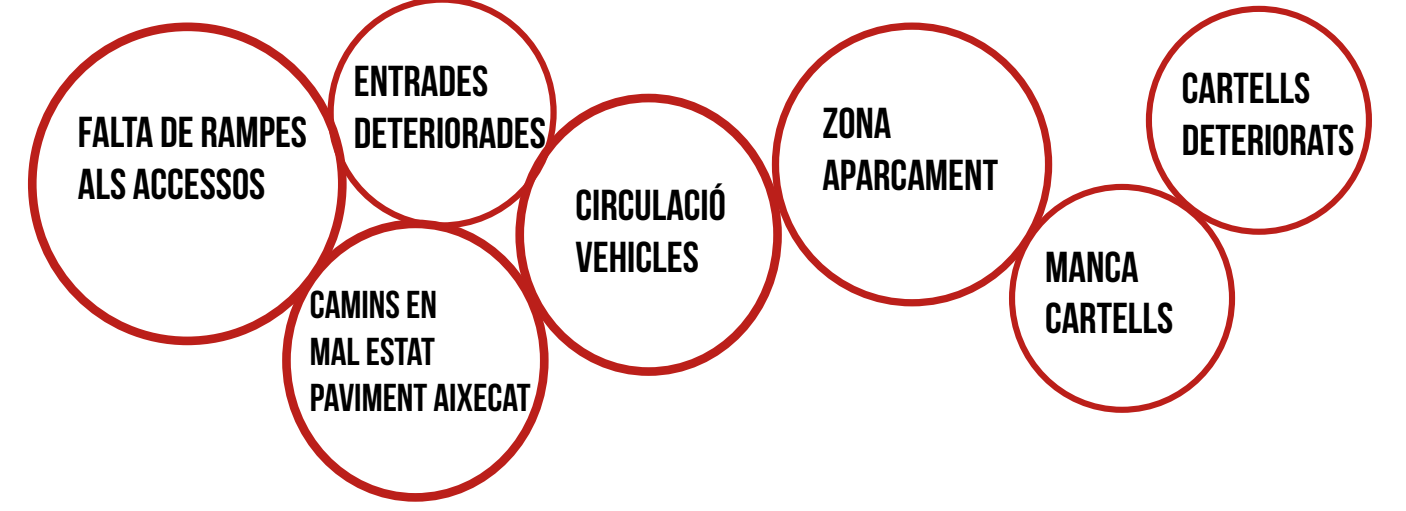 FALTA DE RAMPES
ALS ACCESSOS
ENTRADES
DETERIORADES
CAMINS EN
MAL ESTAT
PAVIMENT AIXECAT
CIRCULACIÓ
VEHICLES
ZONA
APARCAMENT
MANCA
CARTELLS
CARTELLS
DETERIORATS